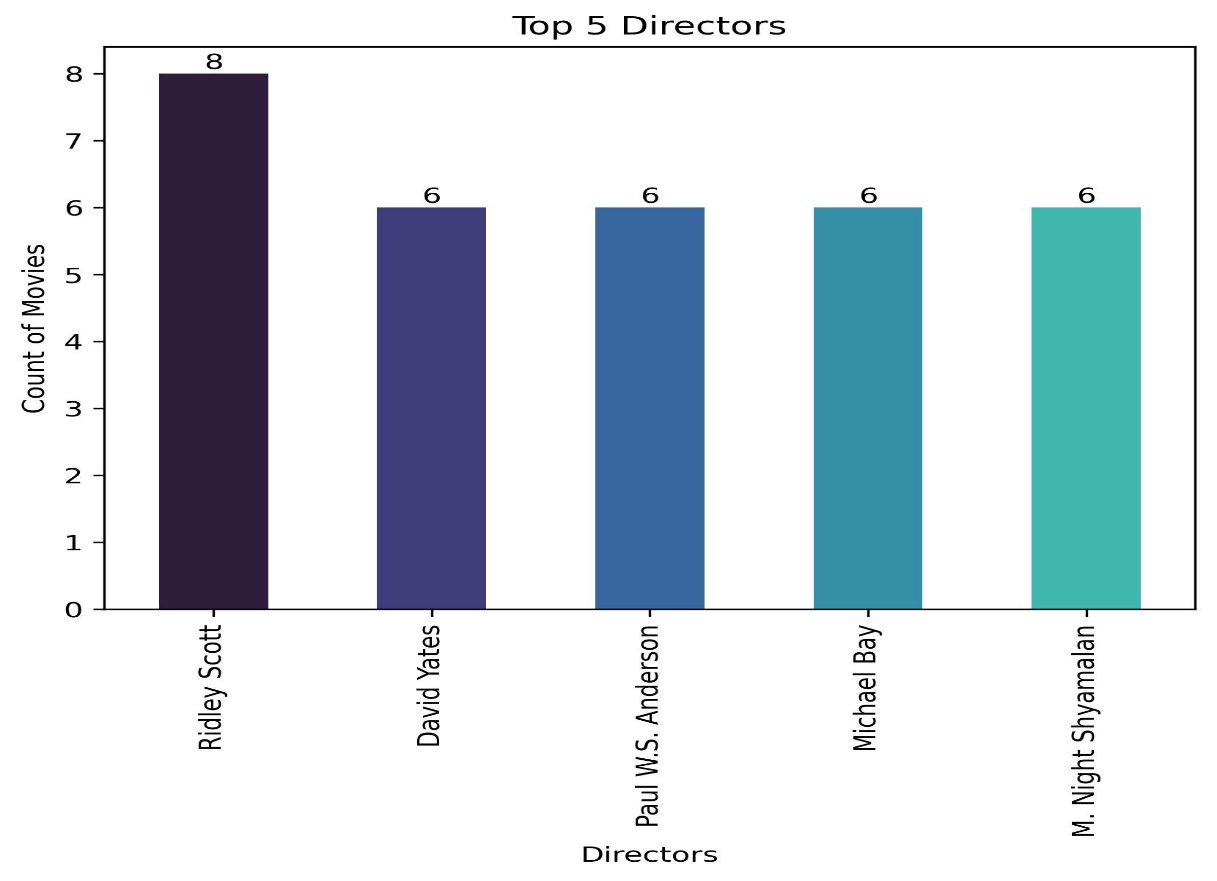 Top 5 Directors
8
6
6
6
6
8
7
6
5
4
3
2
1
0
Count of Movies
Ridley Scott
David Yates
Paul W.S. Anderson
Michael Bay
M. Night Shyamalan
Directors